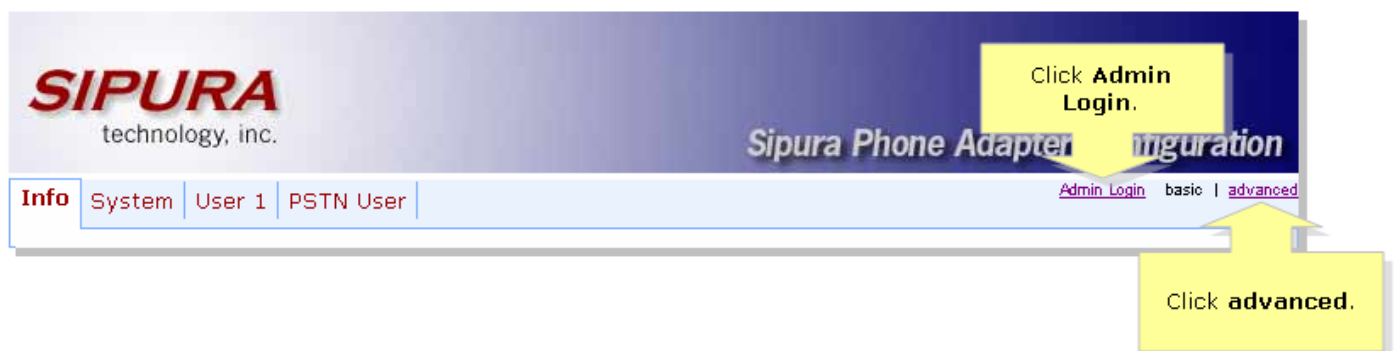 SIPURA
technology, inc.
Click Admin
Login.
Sipura Phone Adapter
Info System User 1 PSTN User
Admin Login basic | advanced
Click advanced.